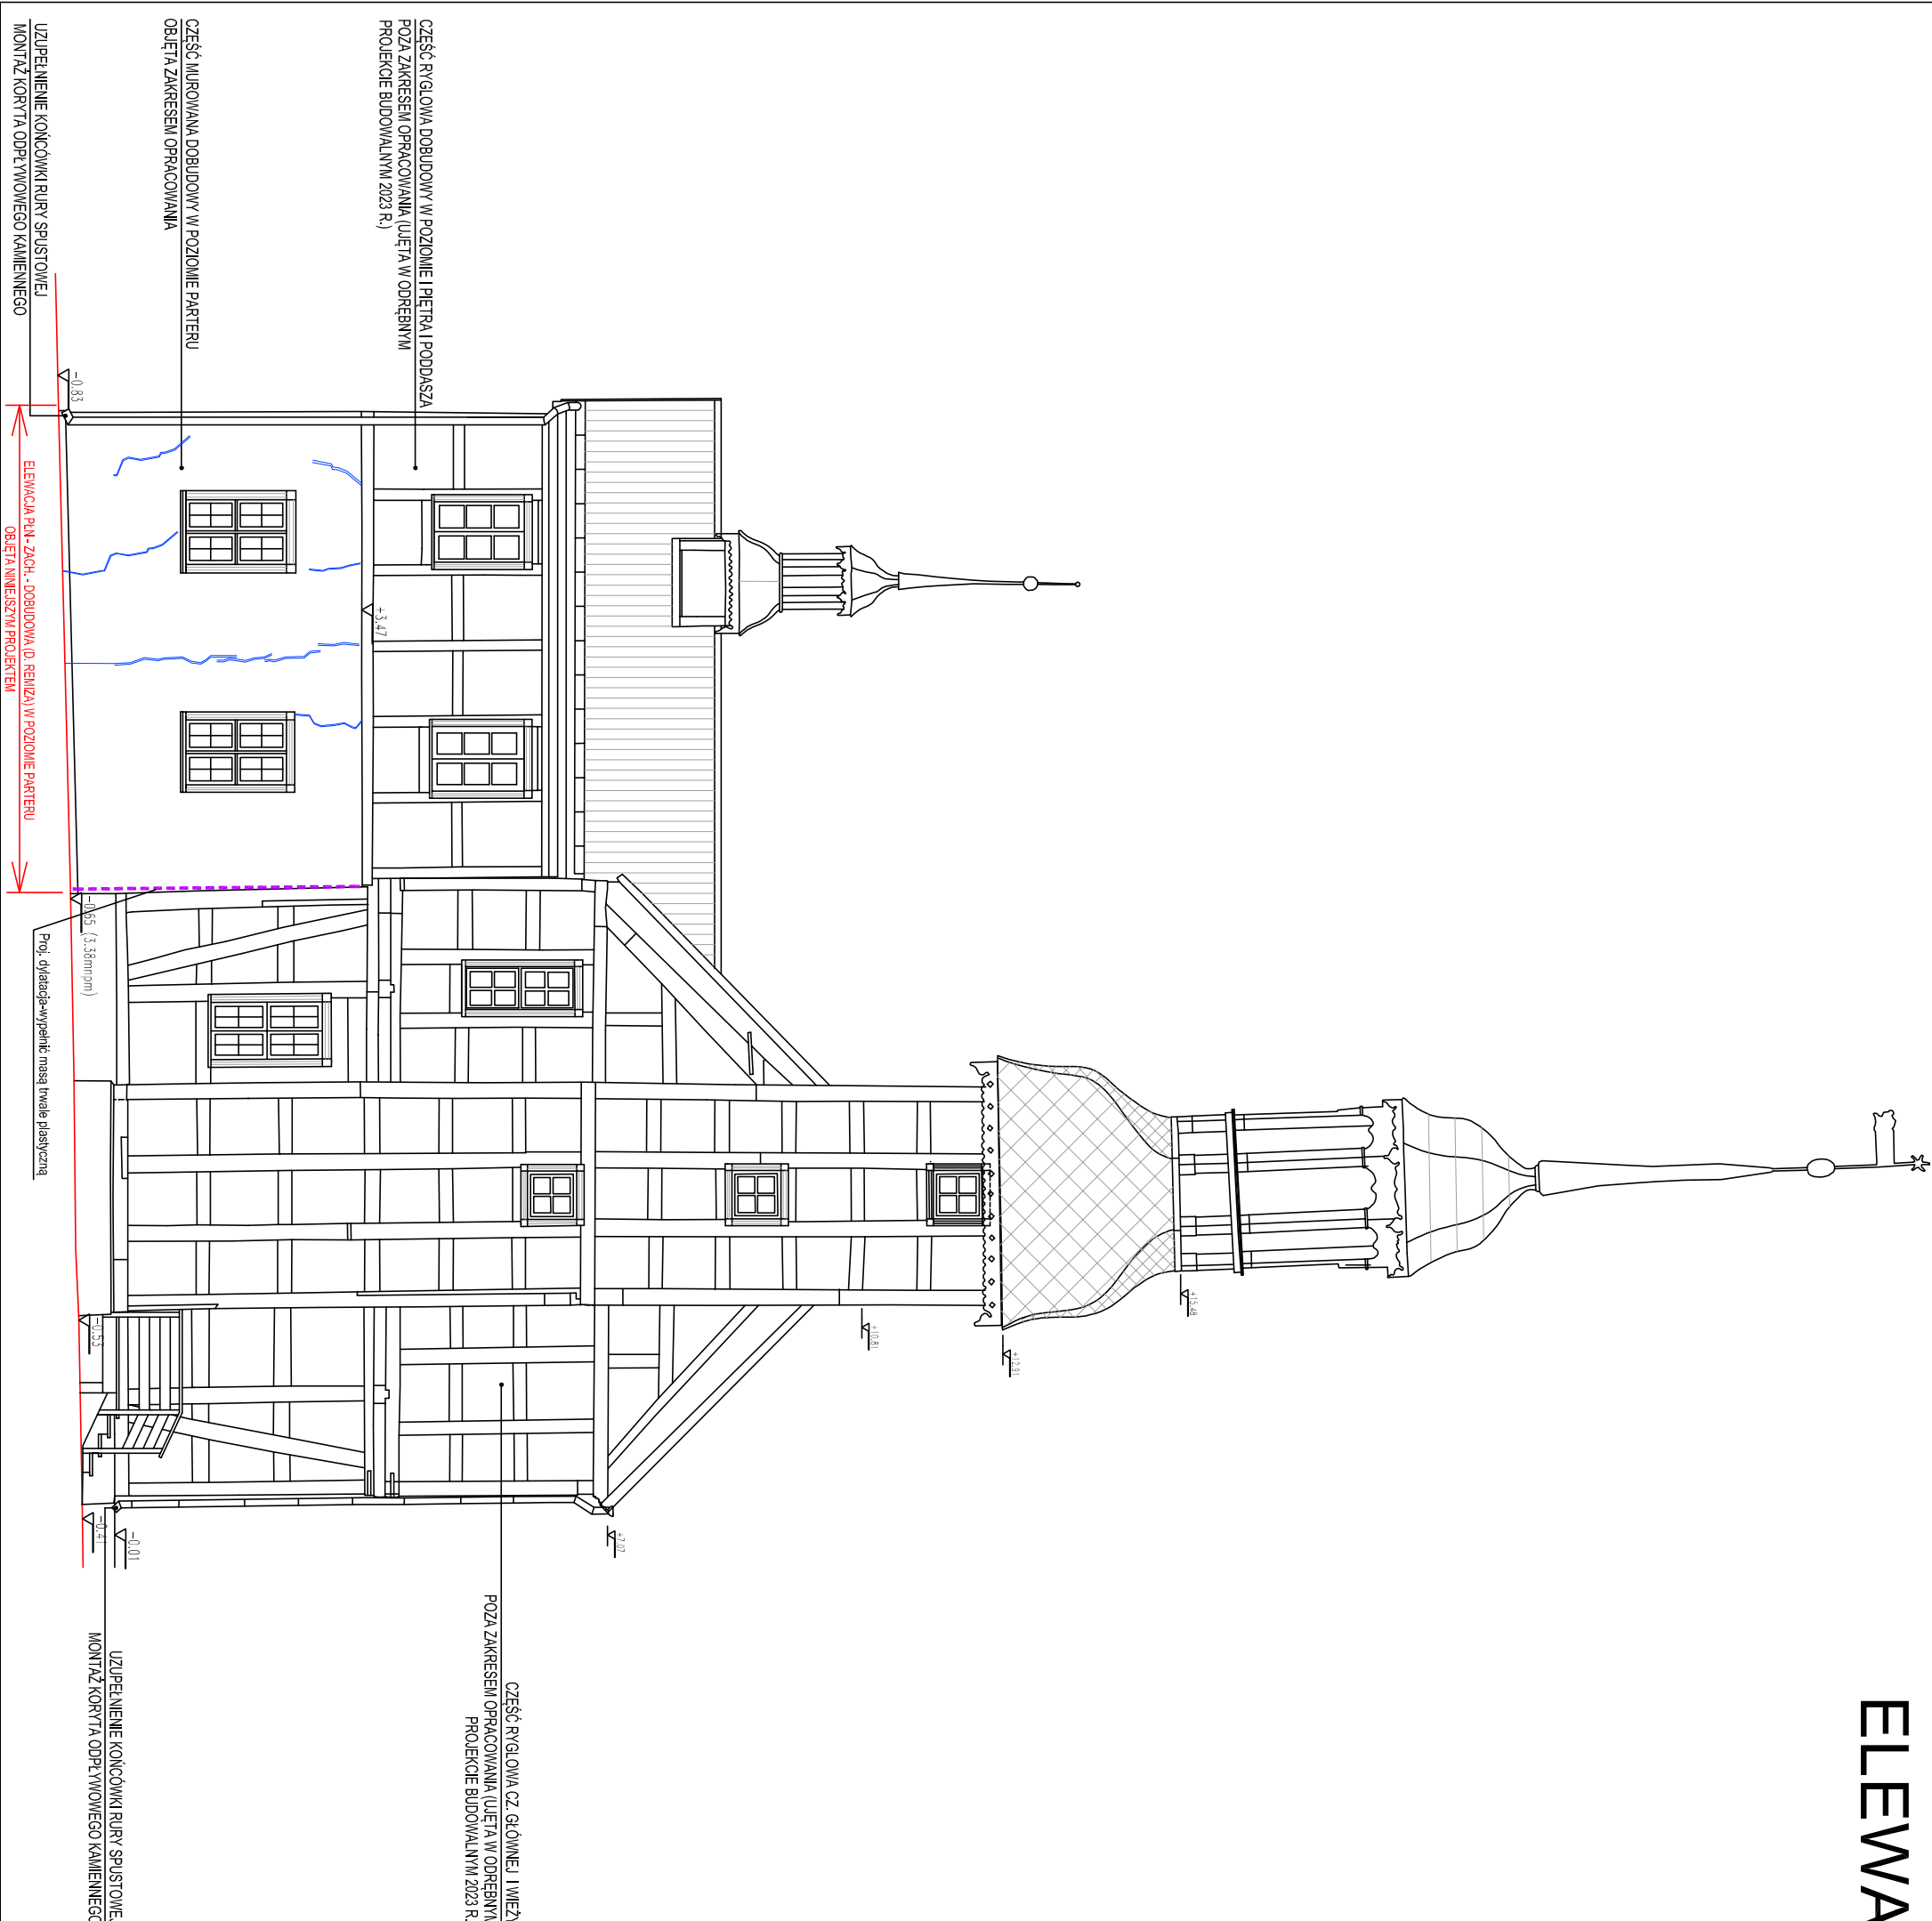 ELEWA
CZĘŚĆ RYGLOWA DOBUDOWY W POZIOMIE I PIĘTRA I PODDASZA
POZA ZAKRESEM OPRACOWANIA (UJĘTA W ODRĘBNYM
PROJEKCIE BUDOWALNYM 2023 R.)
CZĘŚĆ MUROWANA DOBUDOWY W POZIOMIE PARTERU
OBJĘTA ZAKRESEM OPRACOWANIA
UZUPEŁNIENIE KOŃCÓWKI RURY SPUSTOWEJ
MONTAŻ KORYTA ODPŁYWOWEGO KAMIENNEGO
-0.83
+3.47
ELEWACJA PŁN - ZACH. - DOBUDOWA (D. REMIZA) W POZIOMIE PARTERU
OBJĘTA NINIEJSZYM PROJEKTEM
-0.65 (3.38mnpm)
Proj. dylatacja-wypełnić masą trwale plastyczną
+15.48
+12.91
+10.81
-0.53
+7.07
-0.41
-0.01
CZĘŚĆ RYGLOWA CZ. GŁÓWNEJ I WIEŻY
POZA ZAKRESEM OPRACOWANIA (UJĘTA W ODRĘBNYM
PROJEKCIE BUDOWALNYM 2023 R.
UZUPEŁNIENIE KOŃCÓWKI RURY SPUSTOWEJ
MONTAŻ KORYTA ODPŁYWOWEGO KAMIENNEGO